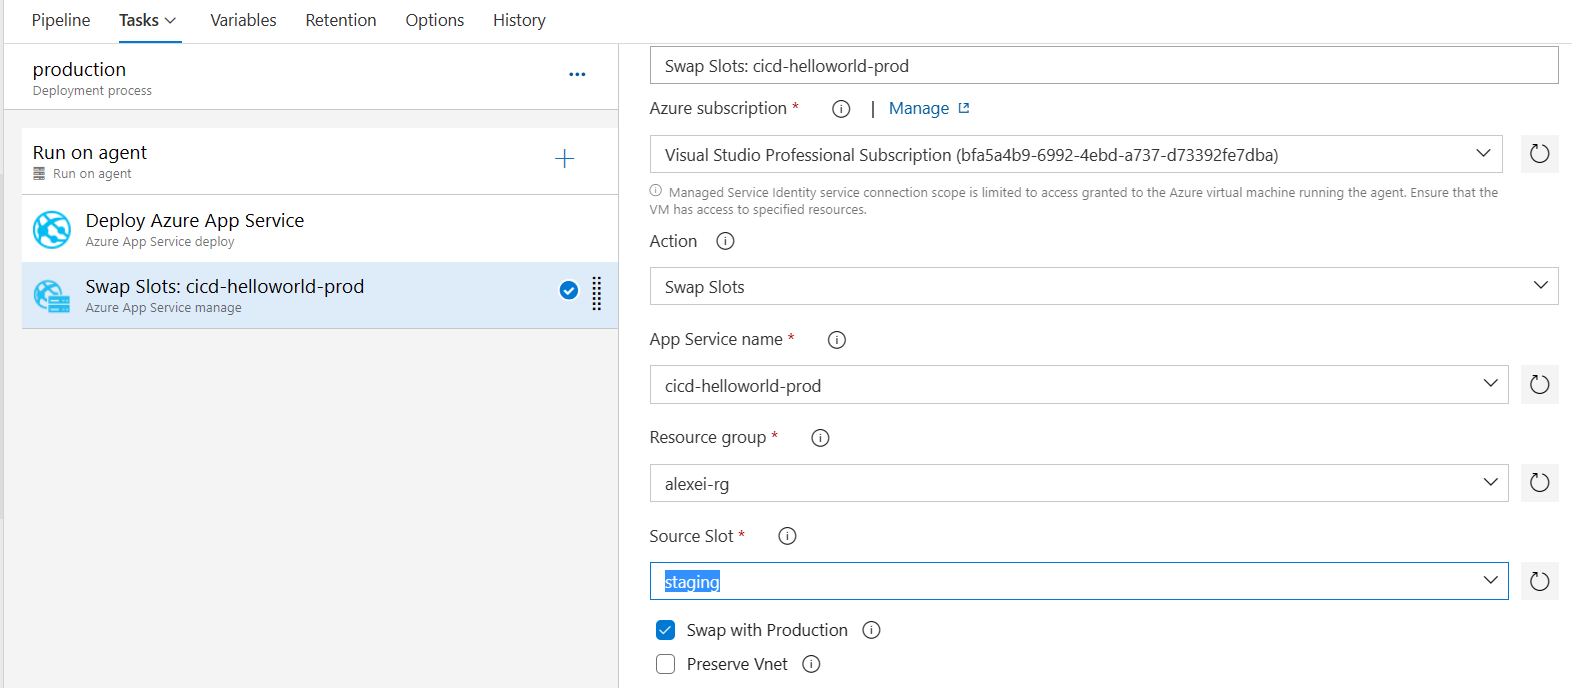 Pipeline Tasks Variables Retention Options History
production
Deployment process
Run on agent
Run on agent
Deploy Azure App Service
Azure App Service deploy
Swap Slots: cicd-helloworld-prod
Azure App Service manage
Swap Slots: cicd-helloworld-prod
Azure subscription * | Manage
Visual Studio Professional Subscription (bfa5a4b9-6992-4ebd-a737-d73392fe7dba)
Managed Service Identity service connection scope is limited to access granted to the Azure virtual machine running the agent. Ensure that the
VM has access to specified resources.
Action
Swap Slots
App Service name *
cicd-helloworld-prod
Resource group *
alexei-rg
Source Slot *
staging
Swap with Production
Preserve Vnet